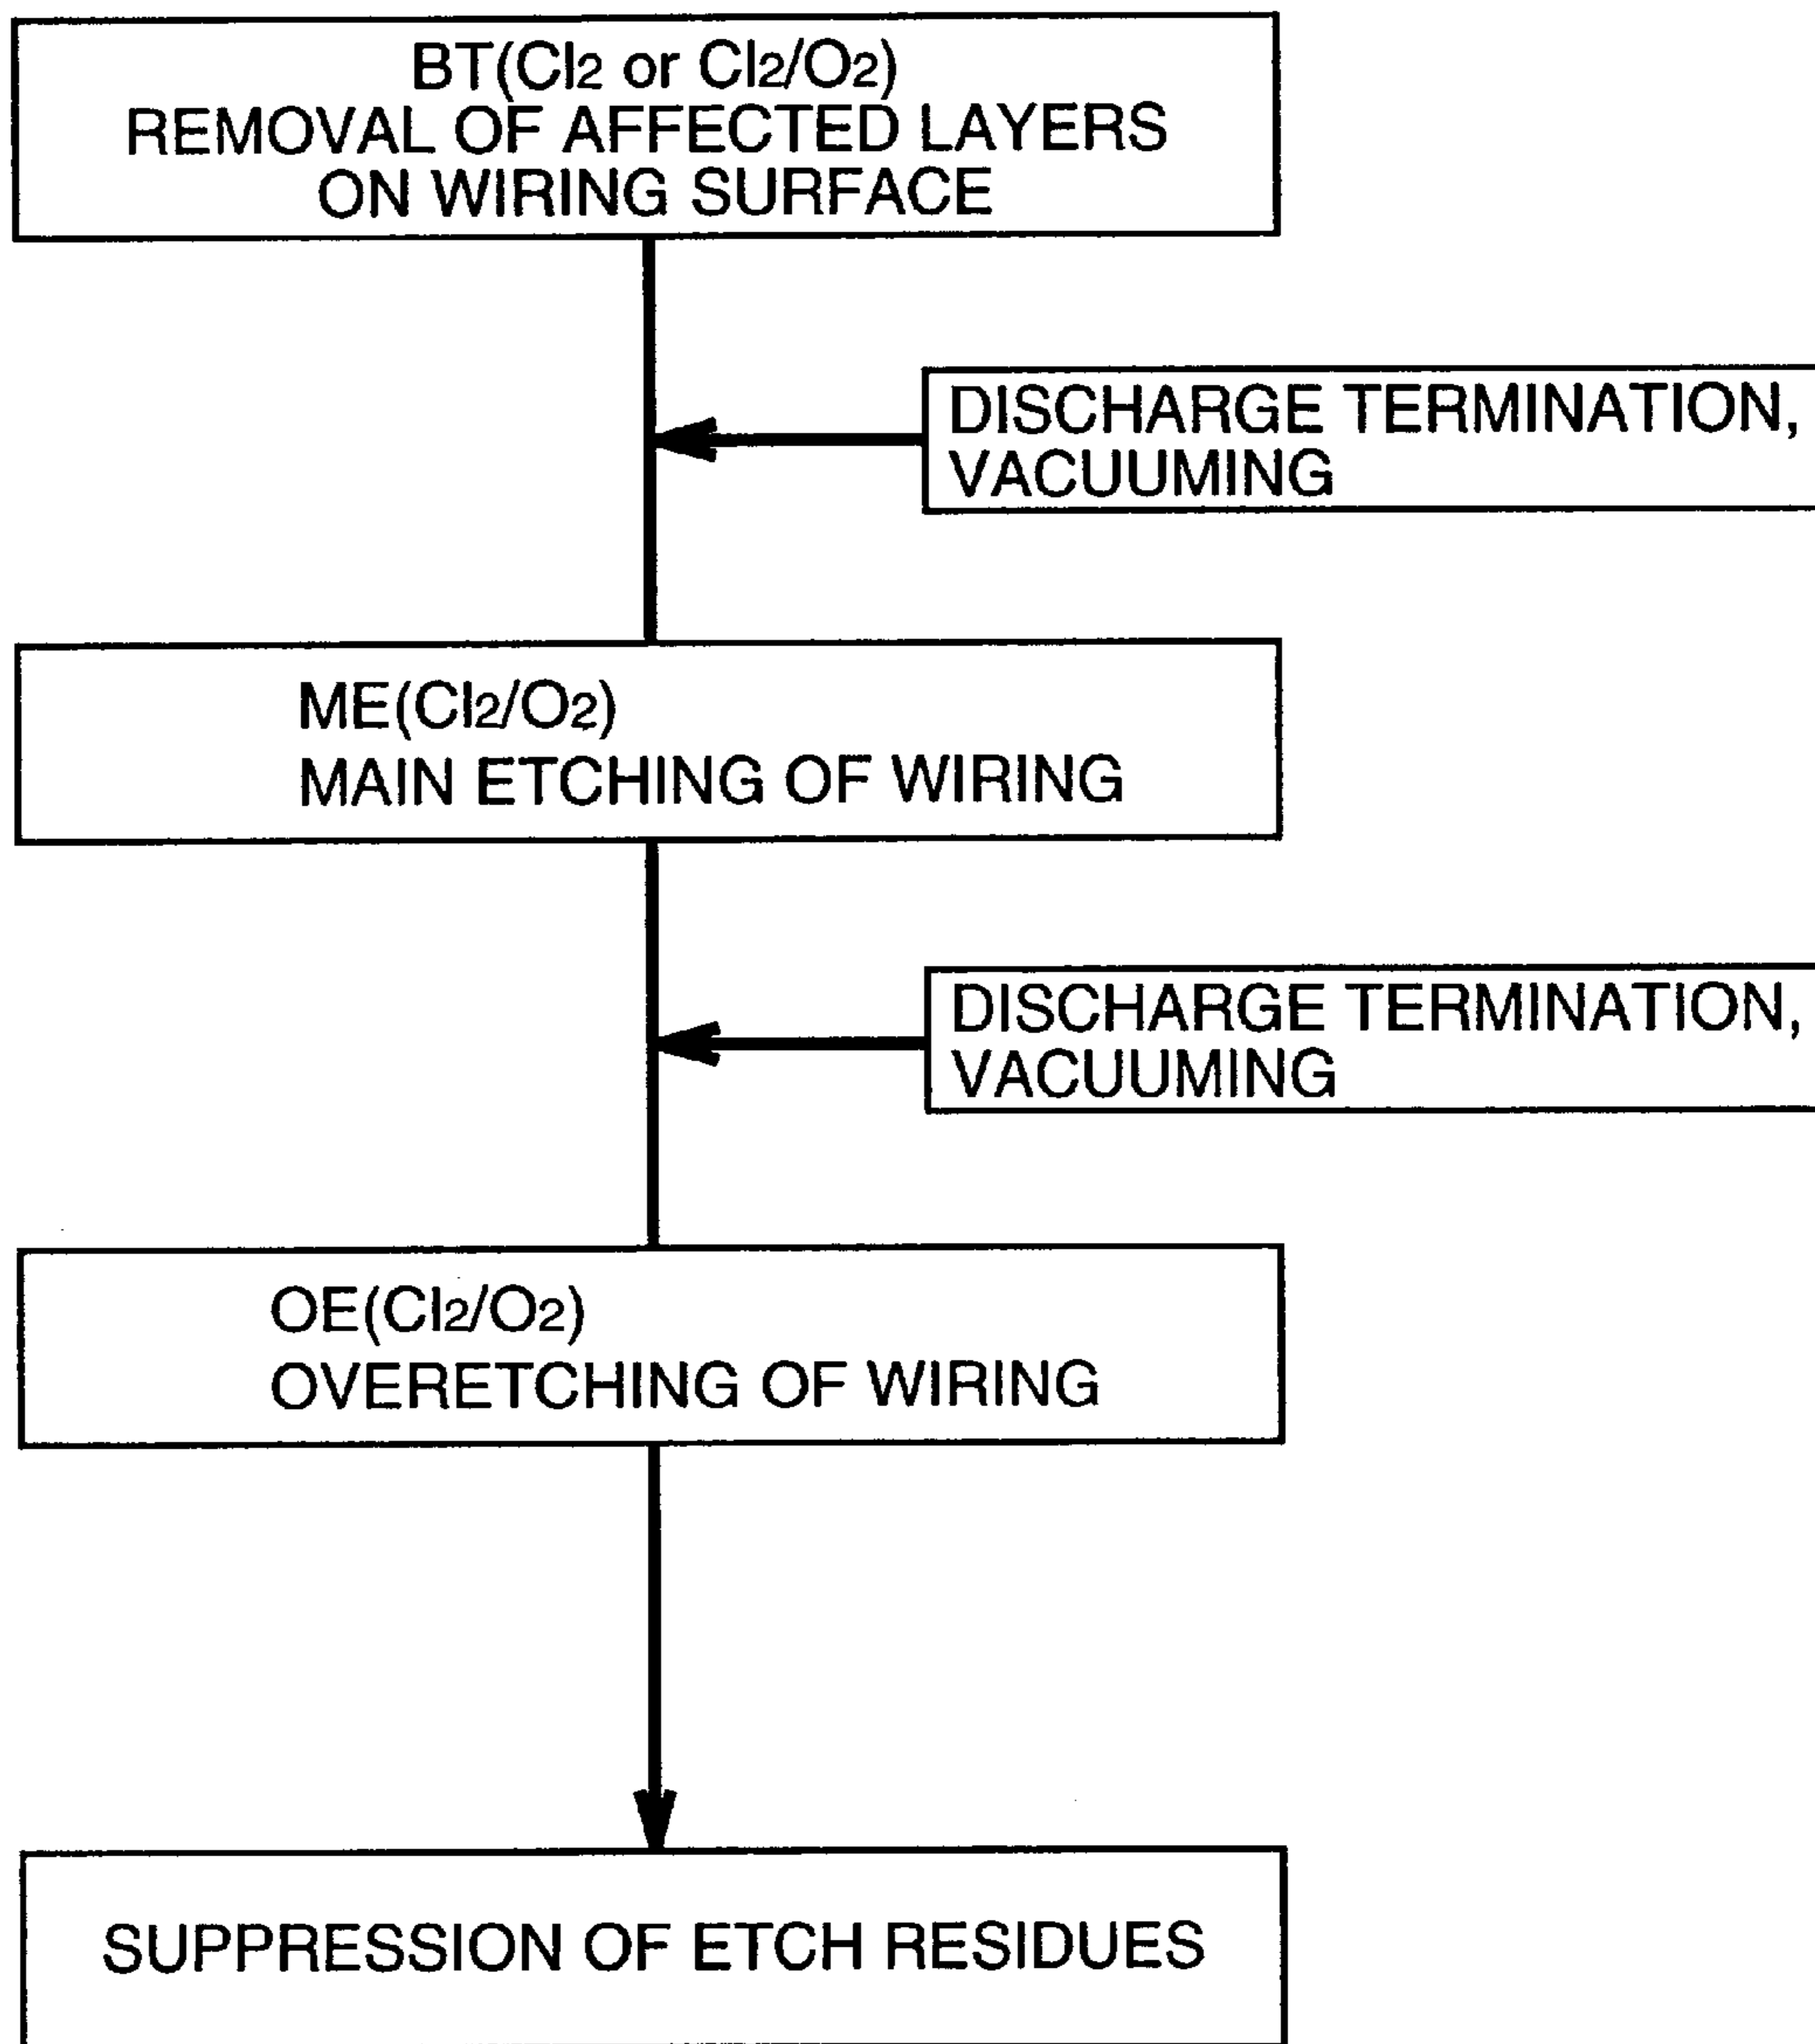 BT(Cl2 or Cl2/O2)
REMOVAL OF AFFECTED LAYERS
ON WIRING SURFACE
DISCHARGE TERMINATION,
VACUUMING
ME(Cl2/O2)
MAIN ETCHING OF WIRING
DISCHARGE TERMINATION,
VACUUMING
OE(Cl2/O2)
OVERETCHING OF WIRING
SUPPRESSION OF ETCH RESIDUES